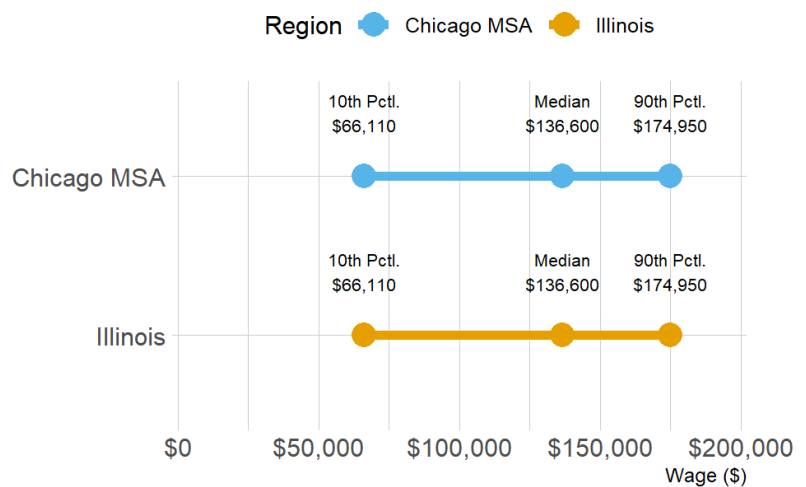 Region Chicago MSA Illinois
10th Pctl. Median 90th Pctl.
$66,110 $136,600 $174,950
Chicago MSA
10th Pctl. Median 90th Pctl.
$66,110 $136,600 $174,950
Illinois
$0 $50,000 $100,000 $150,000 $200,000
Wage ($)